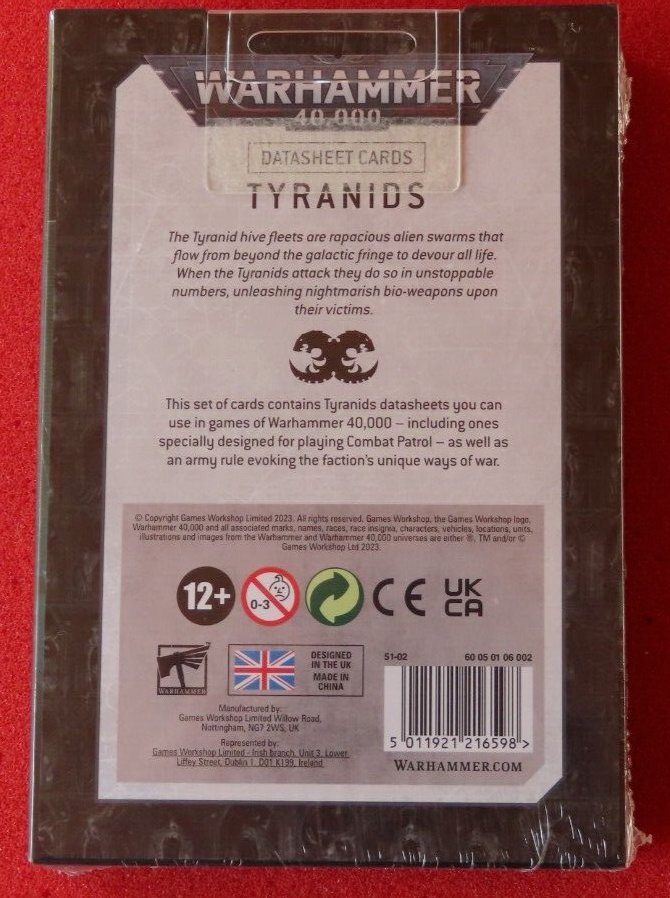 WARHAMMER
40,000
DATASHEET CARDS
TYRANIDS
The Tyranid hive fleets are rapacious alien swarms that
flow from beyond the galactic fringe to devour all life.
When the Tyranids attack they do so in unstoppable
numbers, unleashing nightmarish bio-weapons upon
their victims.
This set of cards contains Tyranids datasheets you can
use in games of Warhammer 40,000 – including ones
specially designed for playing Combat Patrol – as well as
an army rule evoking the faction's unique ways of war.
© Copyright Games Workshop Limited 2023. All rights reserved. Games Workshop, the Games Workshop logo,
Warhammer 40,000 and all associated marks, names, races, race insignia, characters, vehicles, locations, units,
illustrations and images from the Warhammer and Warhammer 40,000 universes are either ®, TM and/or ©
Games Workshop Ltd 2023.
12+
0-3
CE
UK
CA
WARHAMMER
DESIGNED
IN THE UK
MADE IN
CHINA
51-02 60 05 01 06 002
Manufactured by:
Games Workshop Limited Willow Road,
Nottingham, NG7 2WS, UK
Represented by:
Games Workshop Limited - Irish branch, Unit 3, Lower
Liffey Street, Dublin 1, D01 K199, Ireland
5 011921 216598 >
WARHAMMER.COM